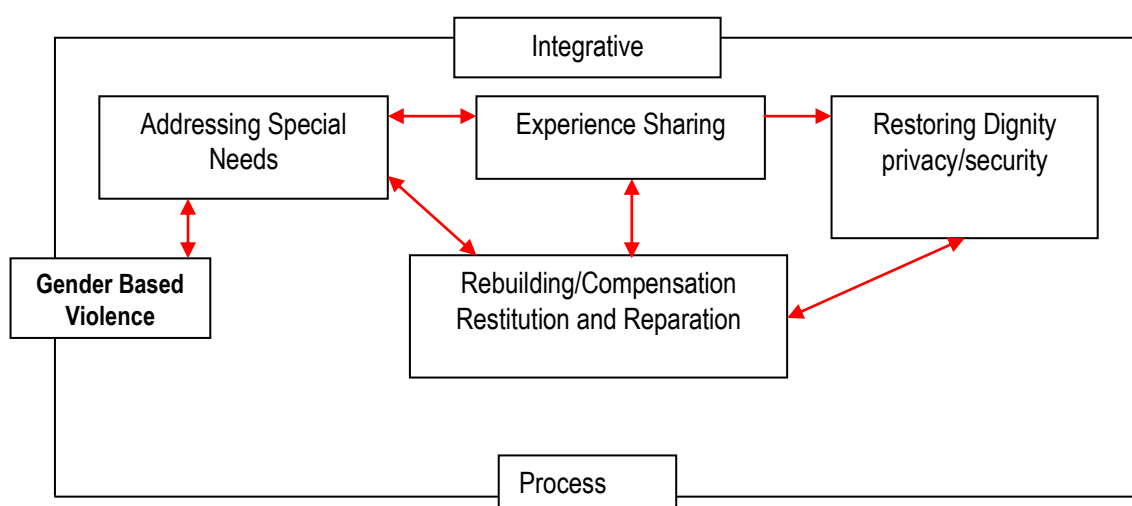 Integrative
Addressing Special
Needs
Experience Sharing
Restoring Dignity
privacy/security
Gender Based
Violence
Rebuilding/Compensation
Restitution and Reparation
Process